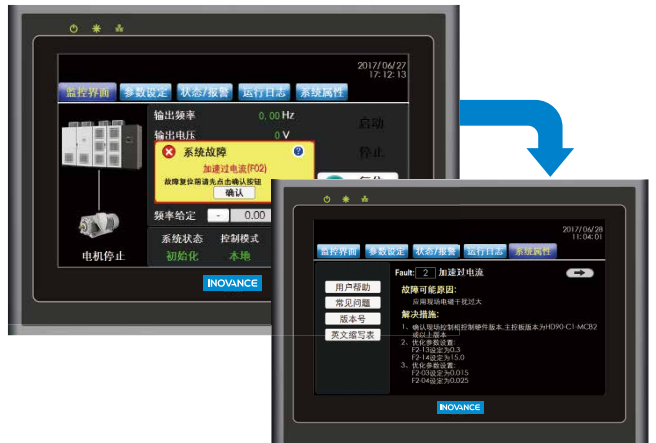 2017/06/27
17:12:13
监控界面 参数设定 状态/报警 运行日志 系统属性
输出频率 0.00 Hz
启动
输出电压 0 V
停止
系统故障
加速过电流(F02)
故障复位前请先点击确认按钮
确认
复位
频率给定 - 0.00
系统状态 控制模式
电机停止
初始化 本地
INOVANCE
2017/06/28
11:04:01
监控界面 参数设定 状态/报警 运行日志 系统属性
Fault: 2 加速过电流
用户帮助
常见问题
版本号
英文缩写表
故障可能原因:
应用现场电磁干扰过大
解决措施:
1、确认现场控制柜控制硬件版本,主控板版本为HD90-C1-MCB2
或以上版本
2、优化参数设置:
F2-13设定为0.3
F2-14设定为15.0
3、优化参数设置:
F2-03设定为0.015
F2-04设定为0.025
INOVANCE